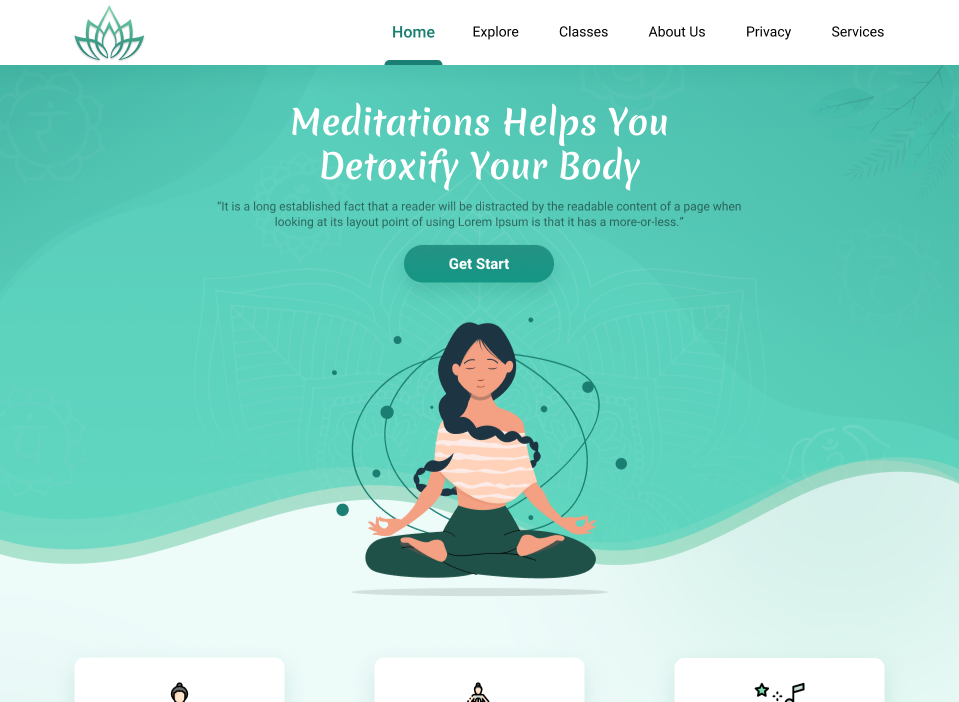 Home Explore Classes About Us Privacy Services
Meditations Helps You
Detoxify Your Body
“It is a long established fact that a reader will be distracted by the readable content of a page when
looking at its layout point of using Lorem Ipsum is that it has a more-or-less.”
Get Start